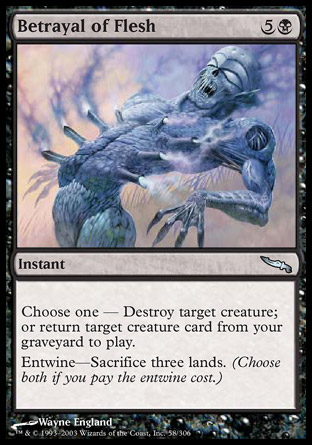 Betrayal of Flesh 5
Instant
Choose one — Destroy target creature;
or return target creature card from your
graveyard to play.
Entwine—Sacrifice three lands. (Choose
both if you pay the entwine cost.)
Wayne England
™ & © 1993-2003 Wizards of the Coast, Inc. 58/306